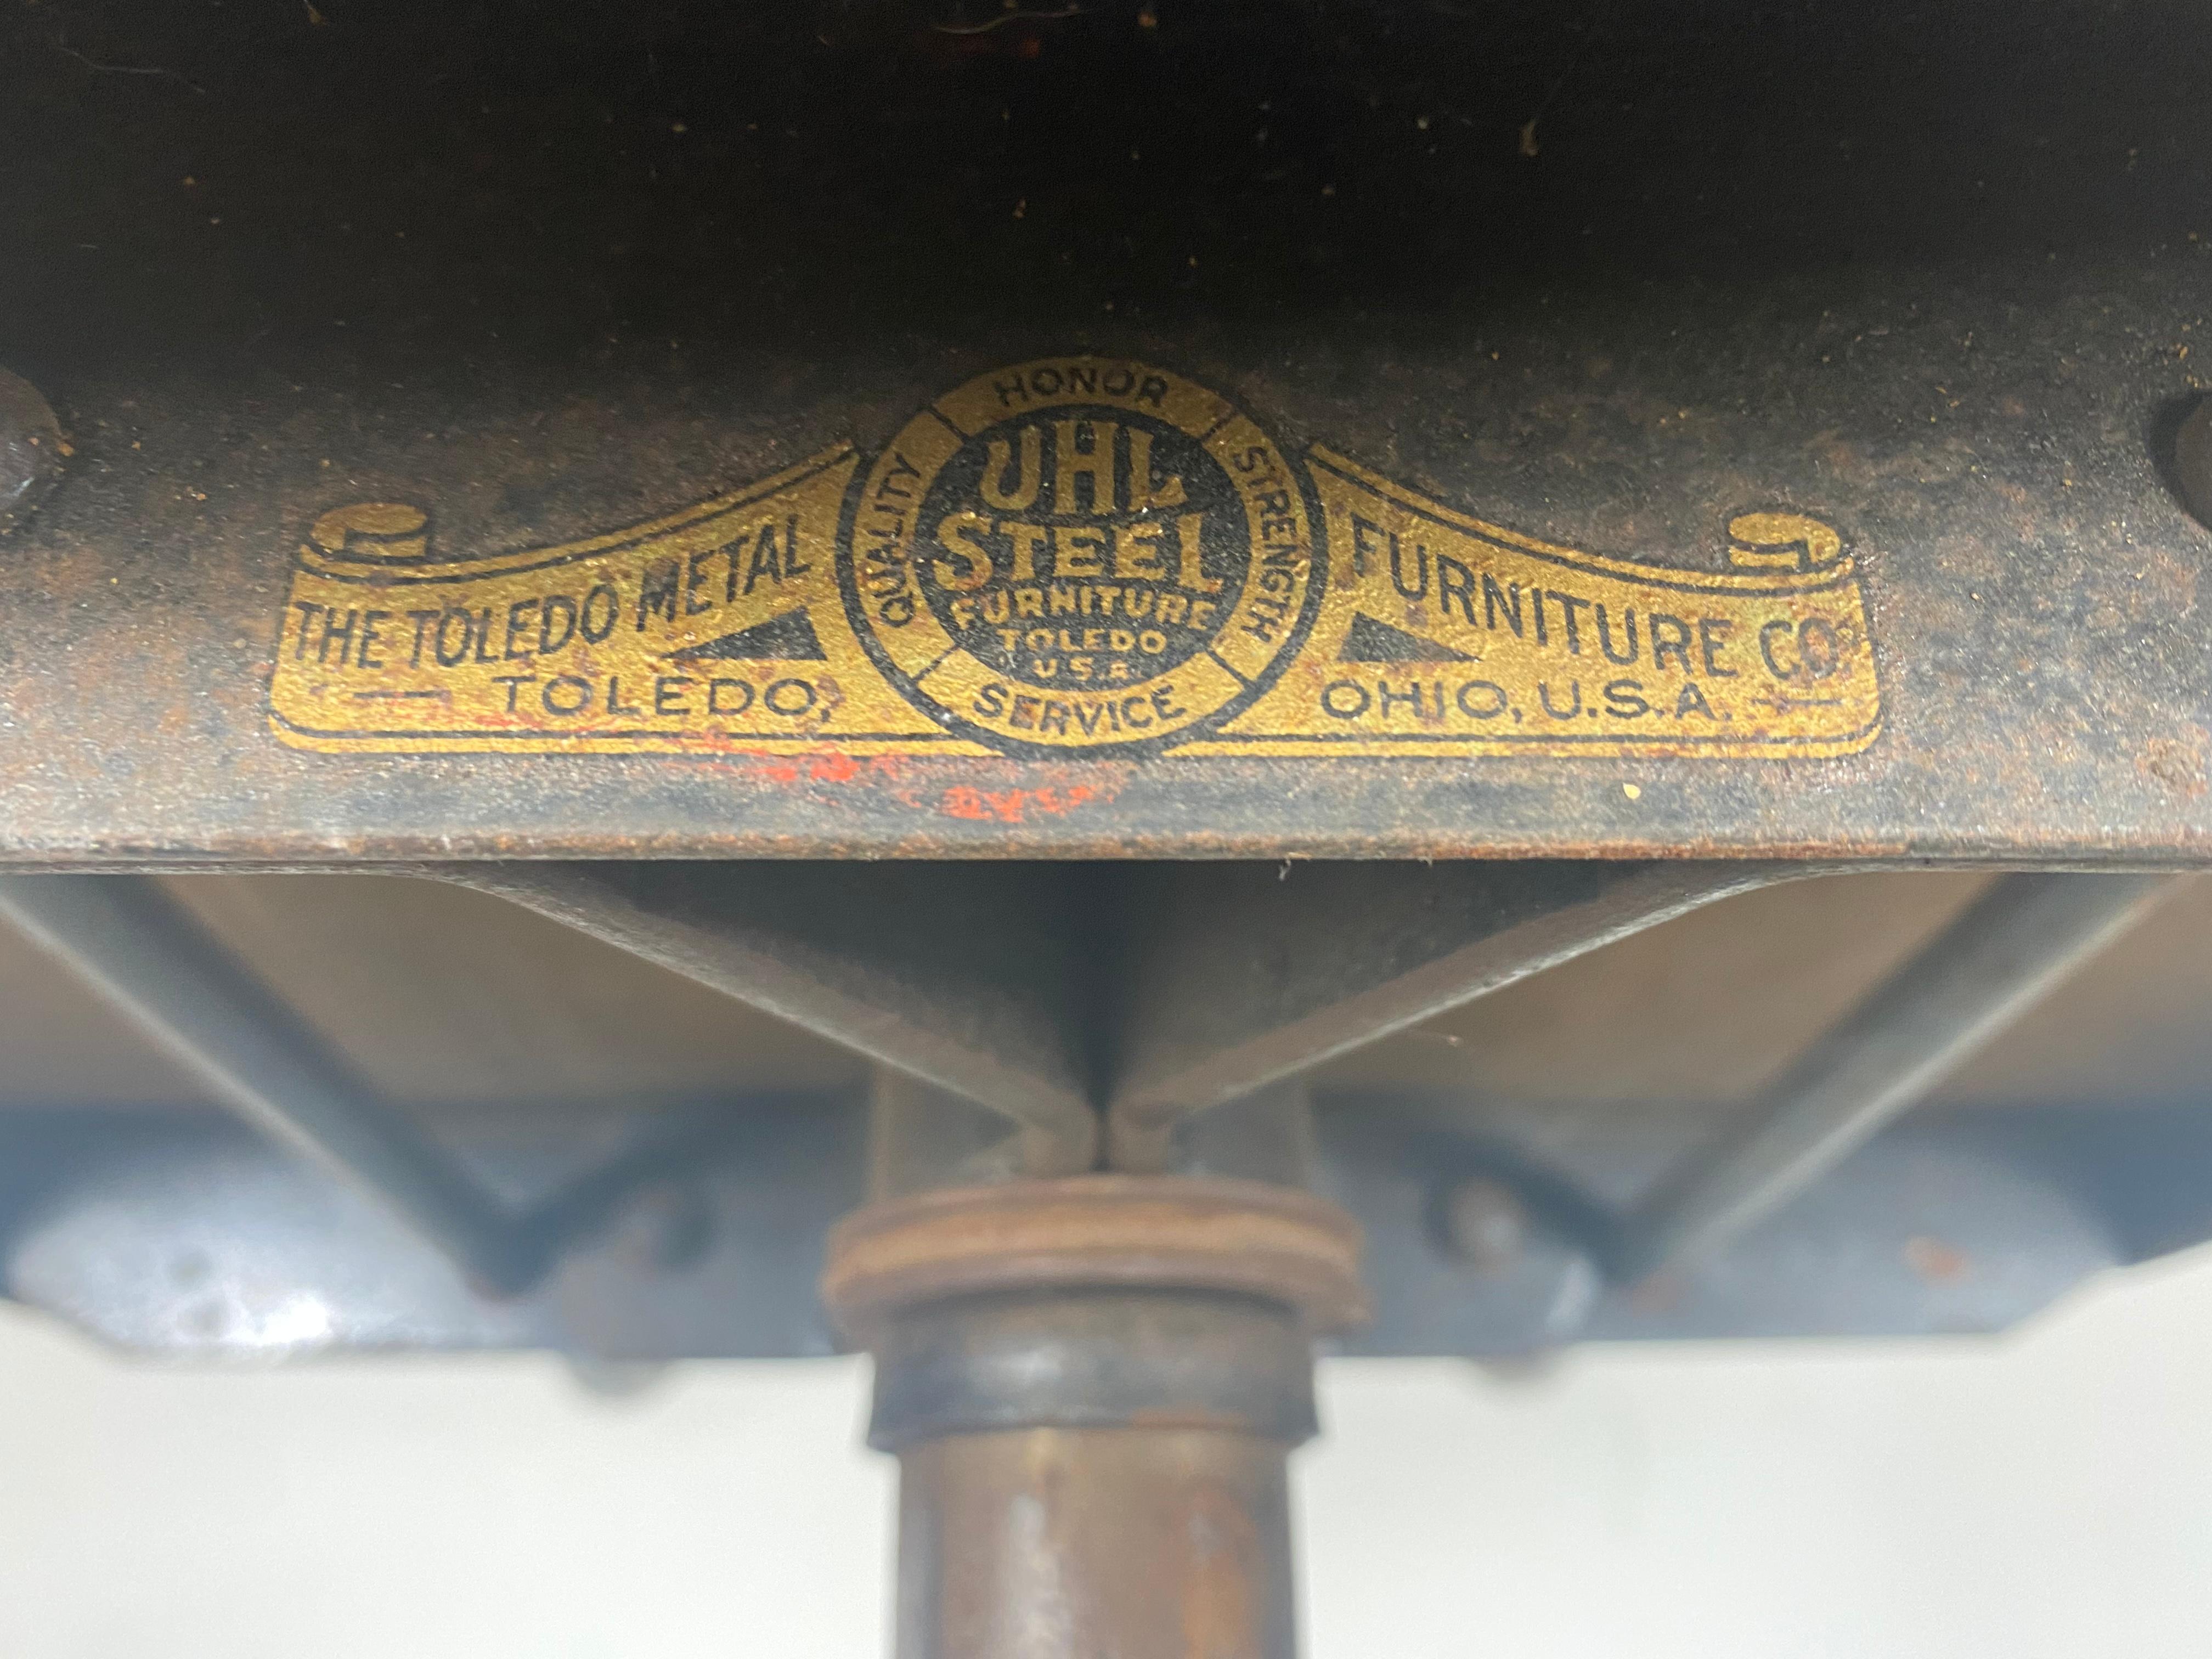 THE TOLEDO METAL
TOLEDO,
HONOR
QUALITY
STRENGTH
SERVICE
UHL
STEEL
FURNITURE
TOLEDO
U.S.A.
FURNITURE CO.
OHIO, U.S.A.